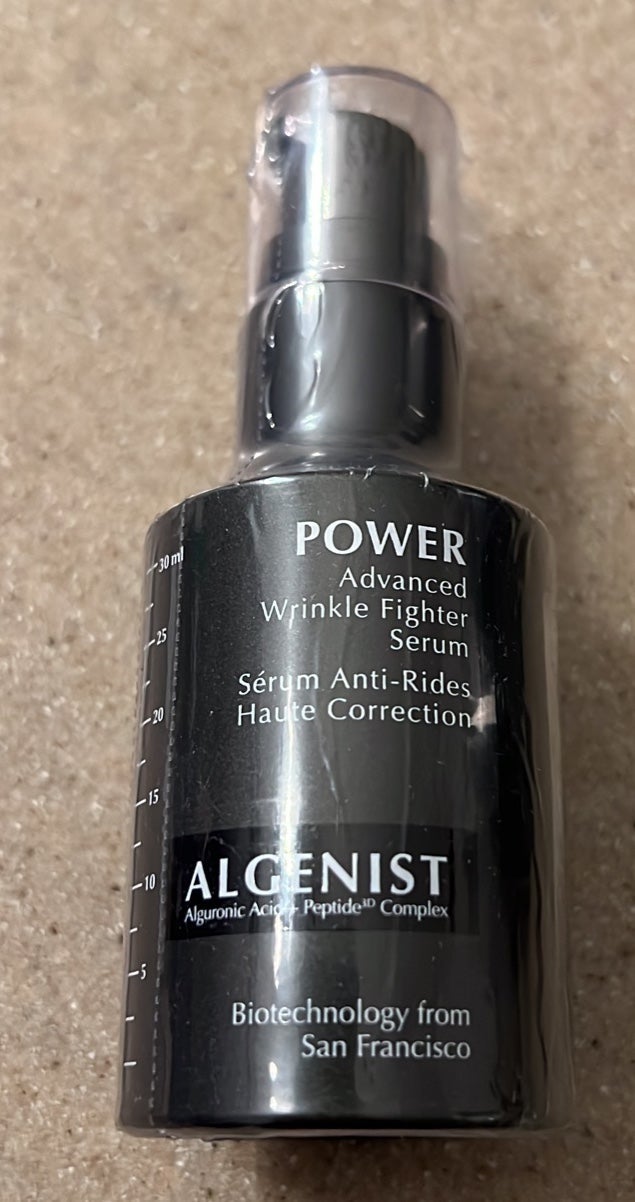 POWER
Advanced
Wrinkle Fighter
Serum
Sérum Anti-Rides
Haute Correction
30 ml
25
20
15
10
5
ALGENIST
Alguronic Acid + Peptide³ᴰ Complex
Biotechnology from
San Francisco